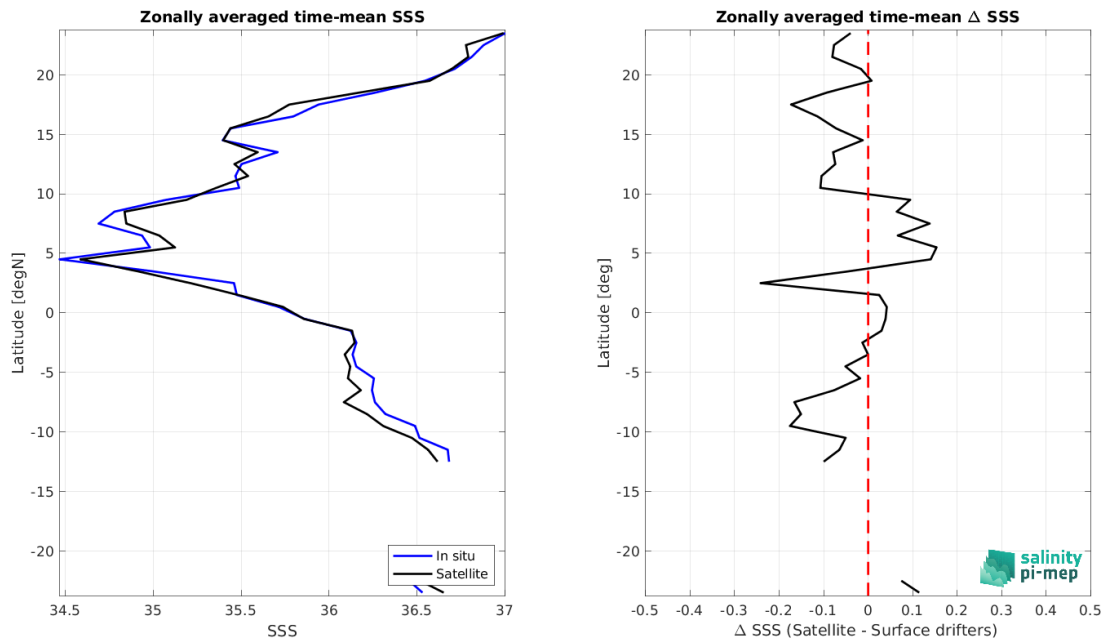 Zonally averaged time-mean SSS
20
15
10
5
0
-5
-10
-15
-20
Latitude [degN]
34.5 35 35.5 36 36.5 37
SSS
In situ
Satellite
Zonally averaged time-mean Δ SSS
20
15
10
5
0
-5
-10
-15
-20
Latitude [deg]
-0.5 -0.4 -0.3 -0.2 -0.1 0 0.1 0.2 0.3 0.4 0.5
Δ SSS (Satellite - Surface drifters)
salinity
pi-mep